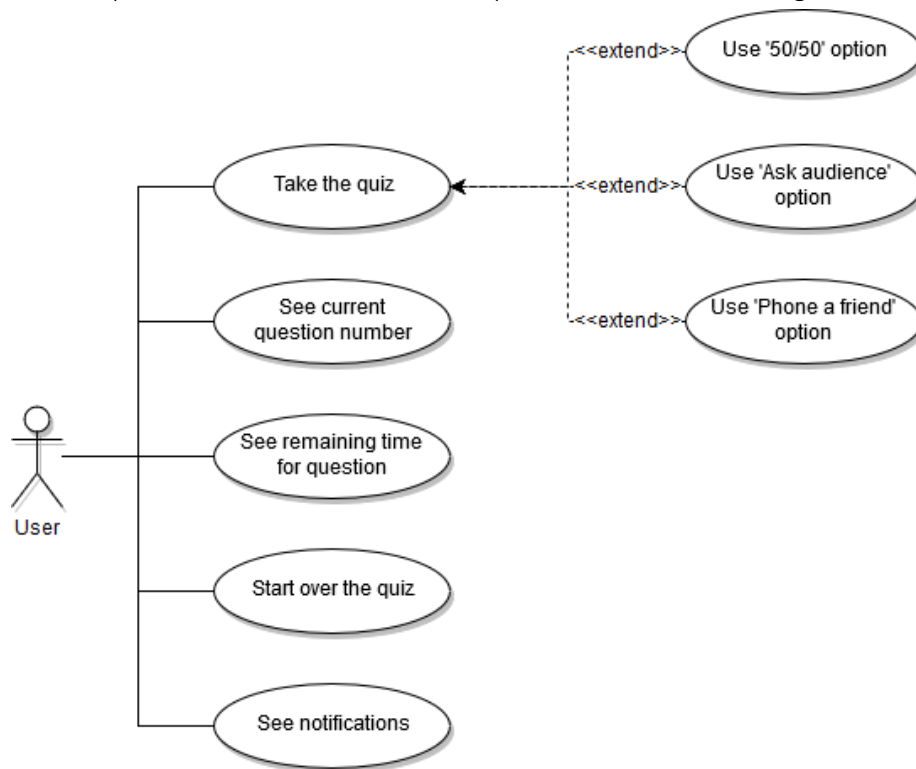 Use '50/50' option
<<extend>>
Take the quiz
<<extend>>
Use 'Ask audience'
option
See current
question number
<<extend>>
Use 'Phone a friend'
option
See remaining time
for question
User
Start over the quiz
See notifications